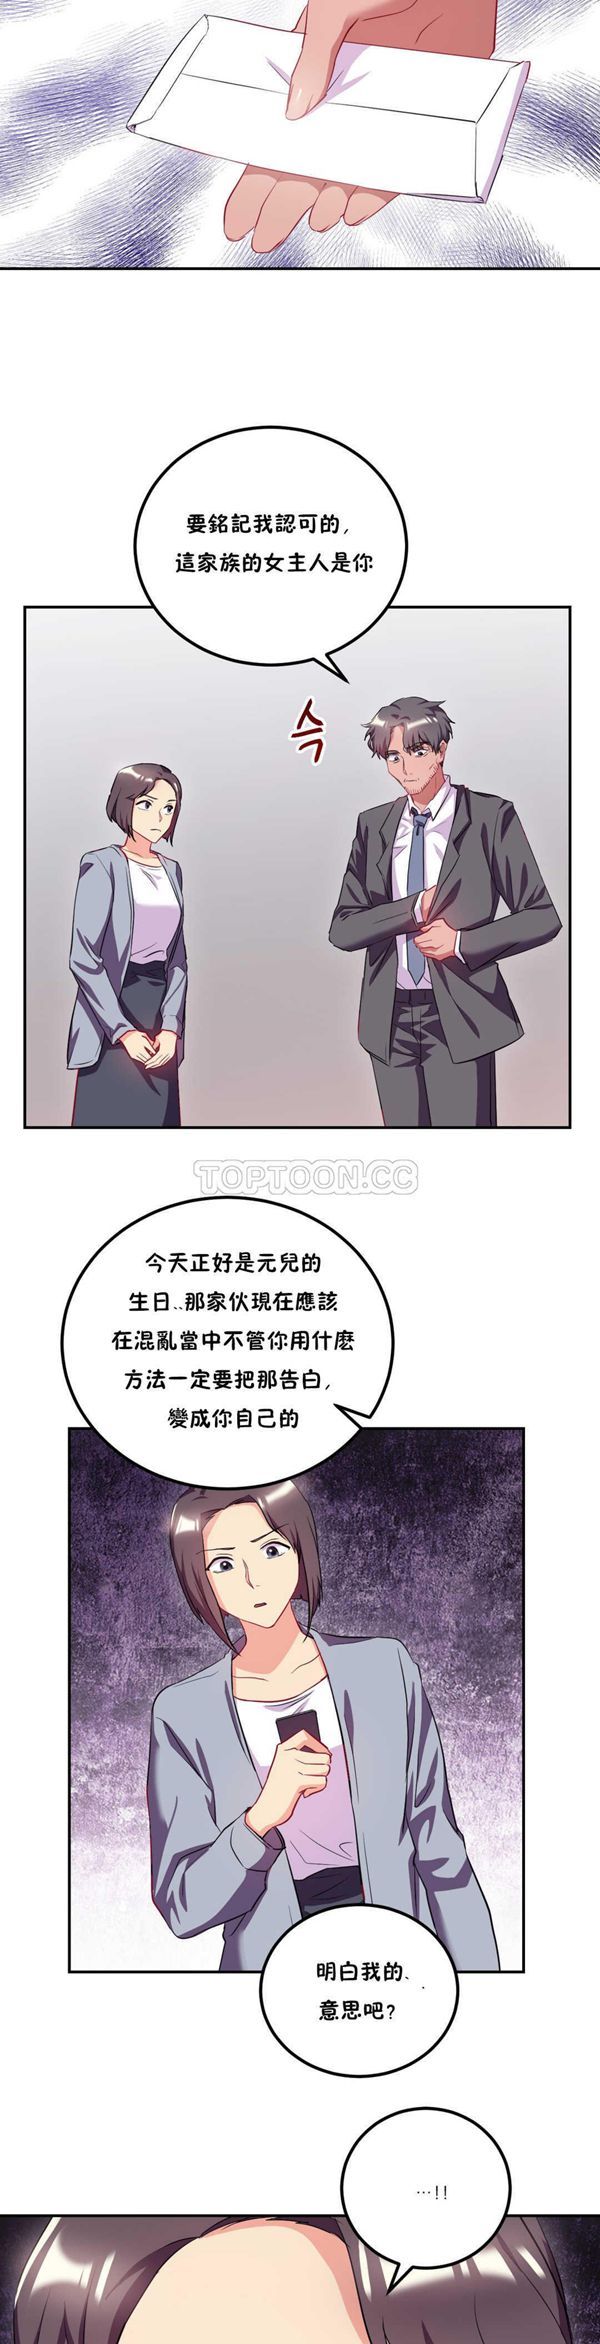 要銘記我認可的,
這家族的女主人是你
슥
TOPTOON.CC
今天正好是元兒的
生日..那家伙現在應該
在混亂當中不管你用什麽
方法一定要把那告白,
變成你自己的
明白我的..
意思吧?
…!!